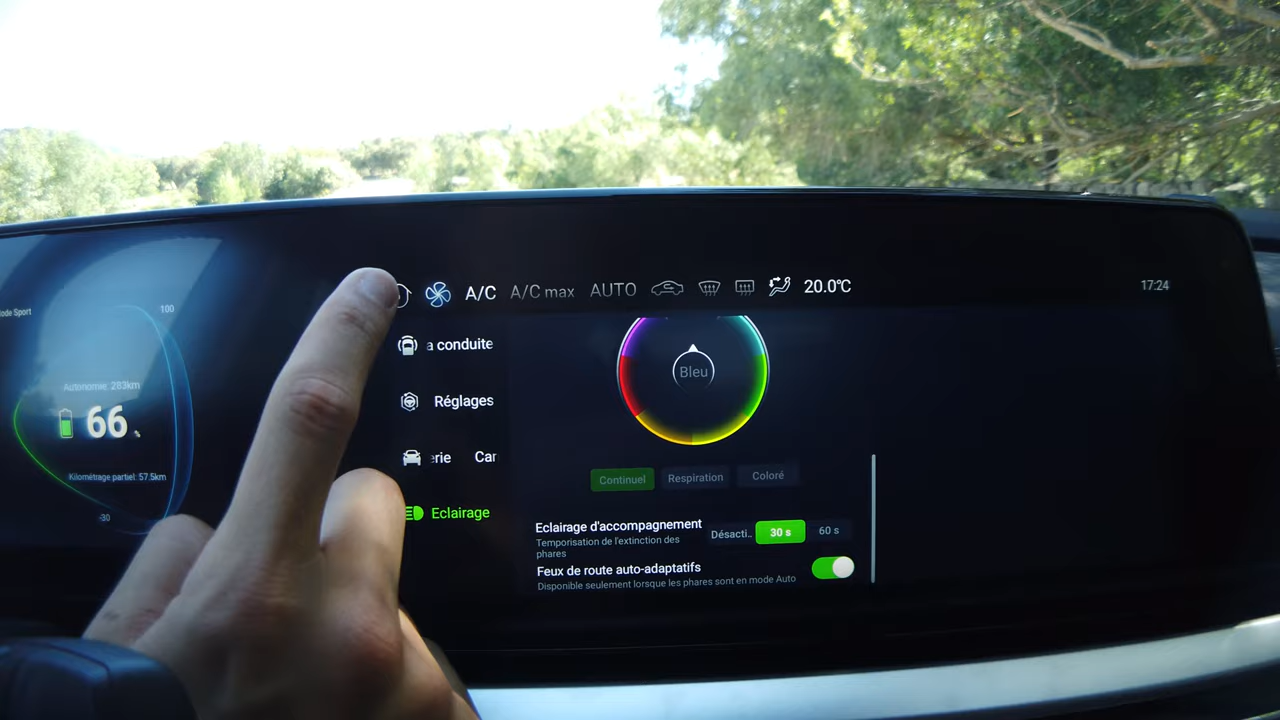 A/C A/C max AUTO 20.0°C
17:24
Mode Sport
100
Autonomie: 283km
66 %
Kilométrage partiel: 57.5km
-30
a conduite
Réglages
erie Car
Eclairage
Bleu
Continuel Respiration Coloré
Eclairage d'accompagnement
Temporisation de l'extinction des
phares
Désacti.. 30 s 60 s
Feux de route auto-adaptatifs
Disponible seulement lorsque les phares sont en mode Auto